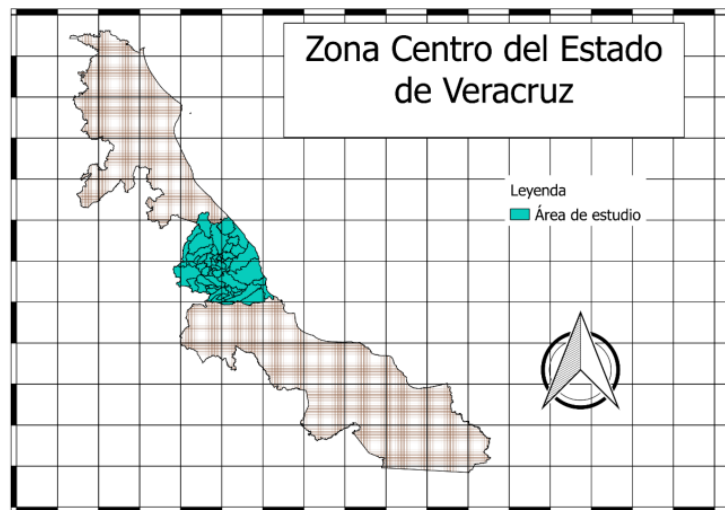 Zona Centro del Estado
de Veracruz
Leyenda
Área de estudio